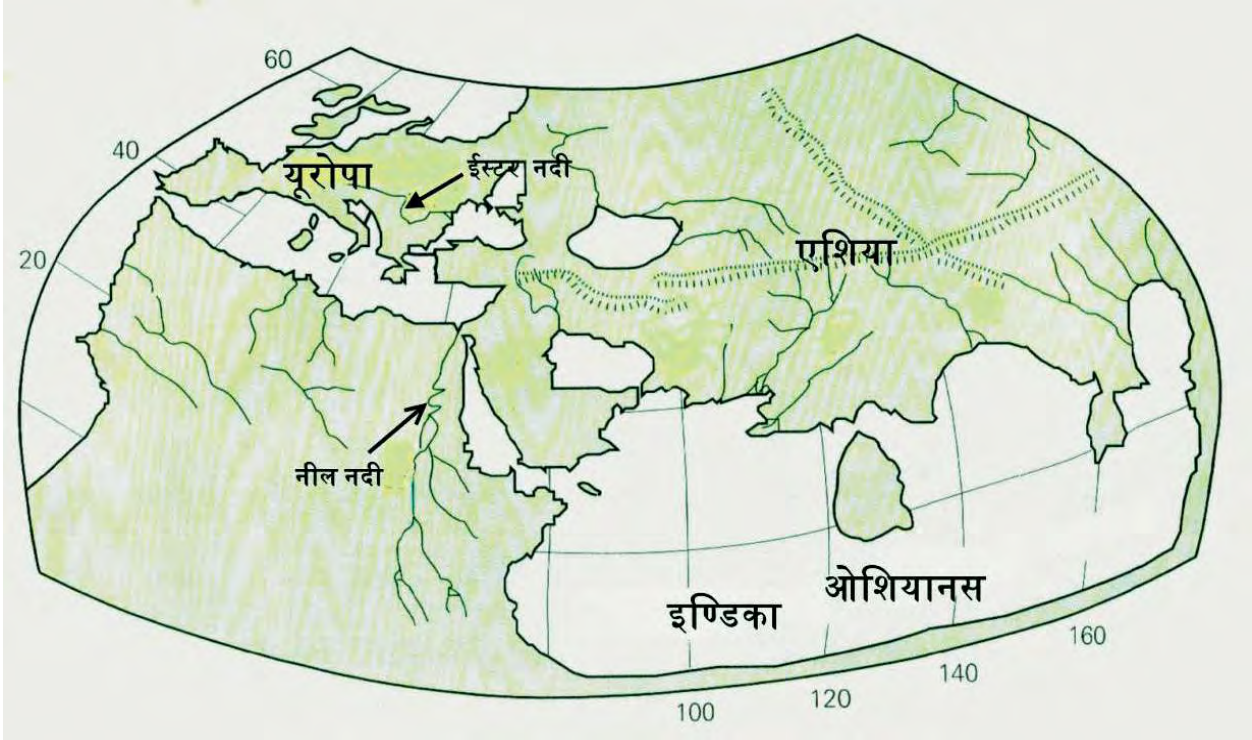 60
40
20
यूरोपा
ईस्टर नदी
एशिया
नील नदी
इण्डिका
ओशियानस
100
120
140
160